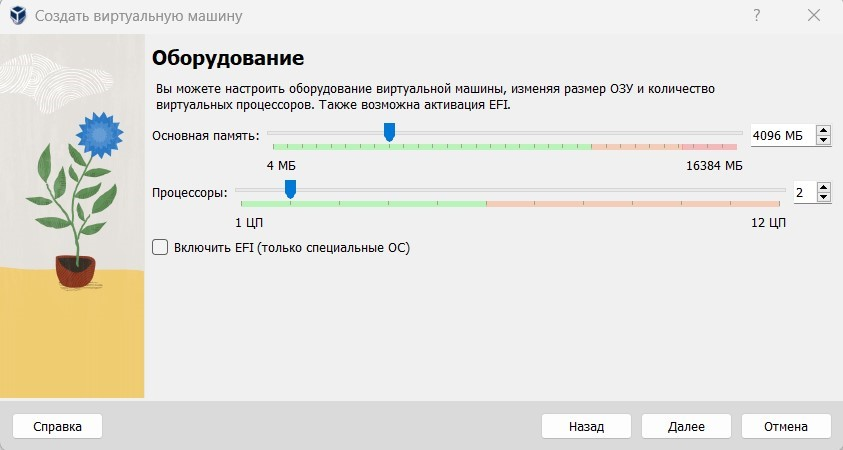 Создать виртуальную машину
?
Оборудование
Вы можете настроить оборудование виртуальной машины, изменяя размер ОЗУ и количество
виртуальных процессоров. Также возможна активация EFI.
Основная память: 4096 МБ
4 МБ 16384 МБ
Процессоры: 2
1 ЦП 12 ЦП
Включить EFI (только специальные ОС)
Справка Назад Далее Отмена